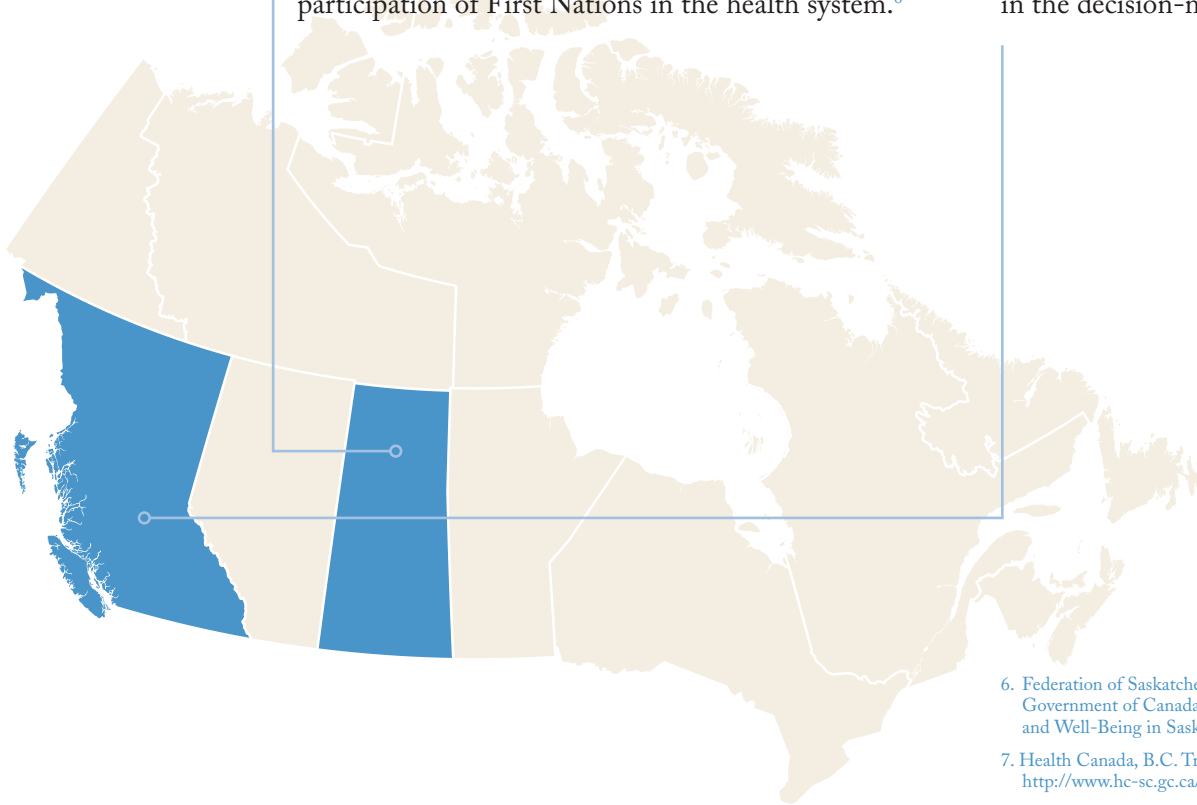 participation of First Nations in the health system.6
in the decision-
6. Federation of Saskatche
Government of Canada
and Well-Being in Sask
7. Health Canada, B.C. Tr
http://www.hc-sc.gc.ca/